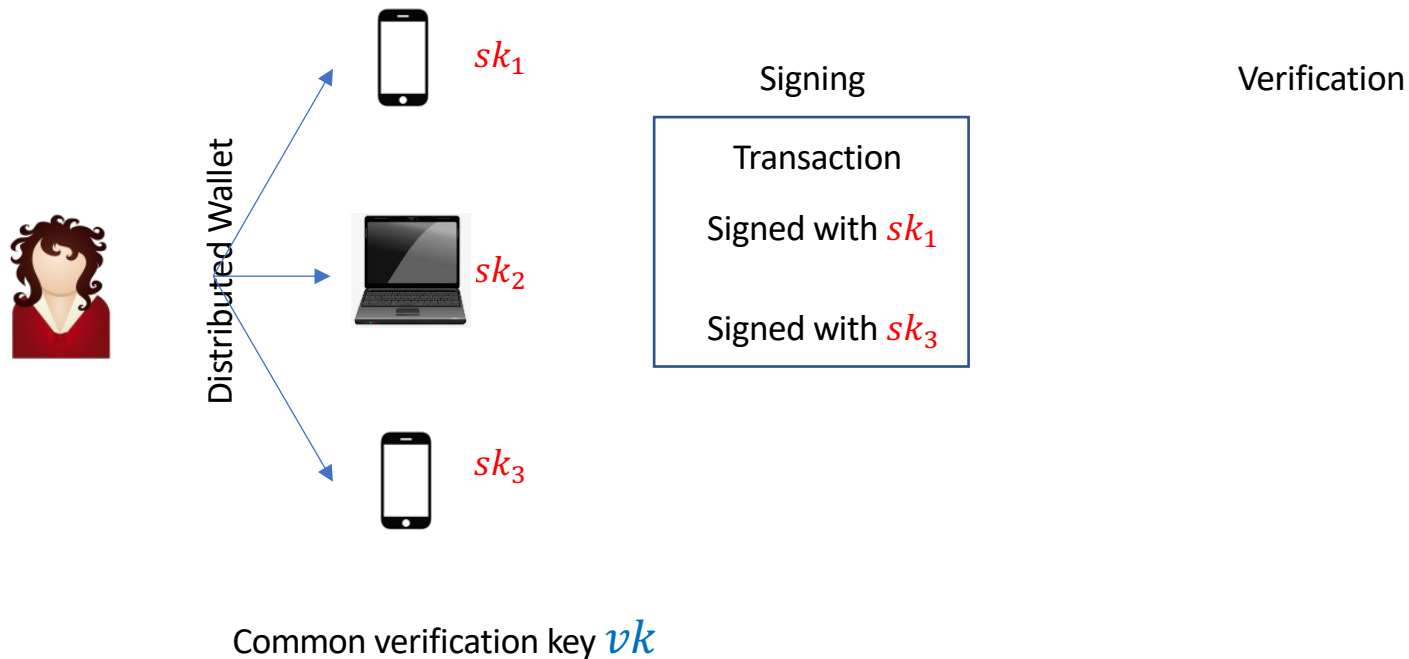 sk₁
Signing
Verification
Distributed Wallet
Transaction
Signed with sk₁
sk₂
Signed with sk₃
sk₃
Common verification key vk